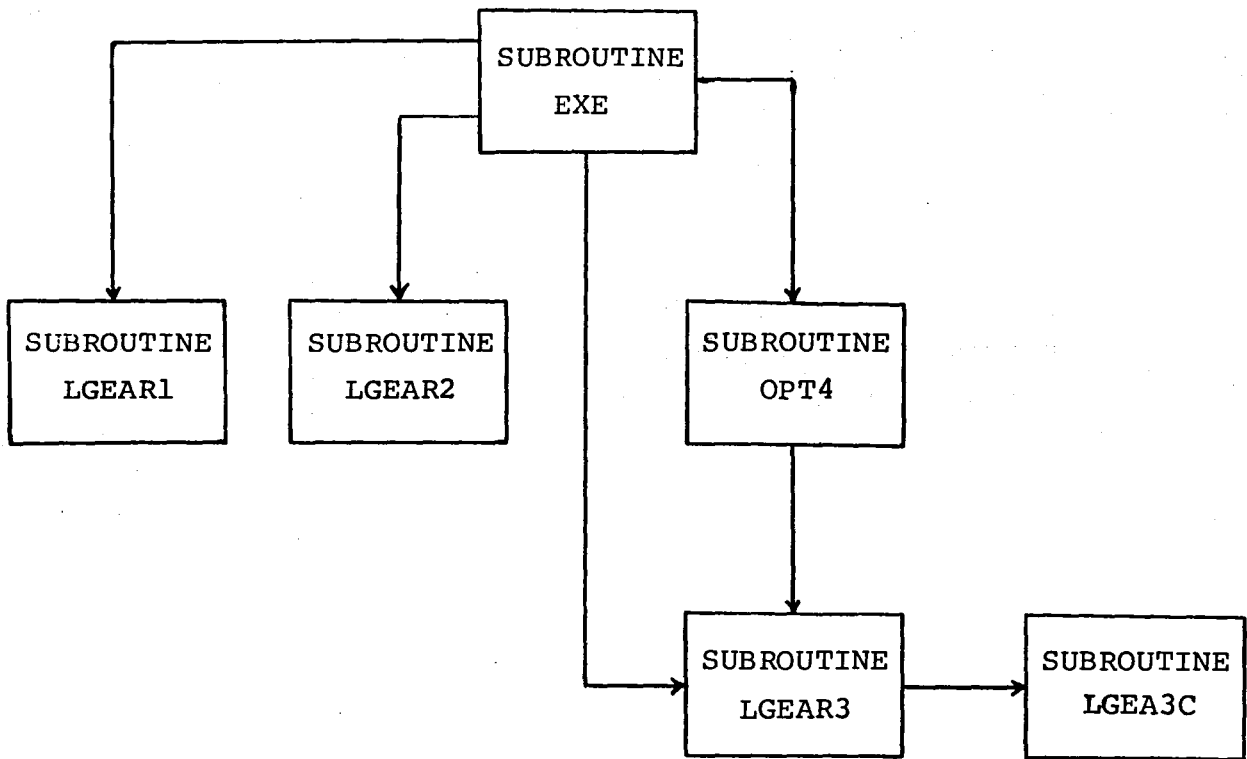 SUBROUTINE
EXE
SUBROUTINE
LGEAR1
SUBROUTINE
LGEAR2
SUBROUTINE
OPT4
SUBROUTINE
LGEAR3
SUBROUTINE
LGEA3C